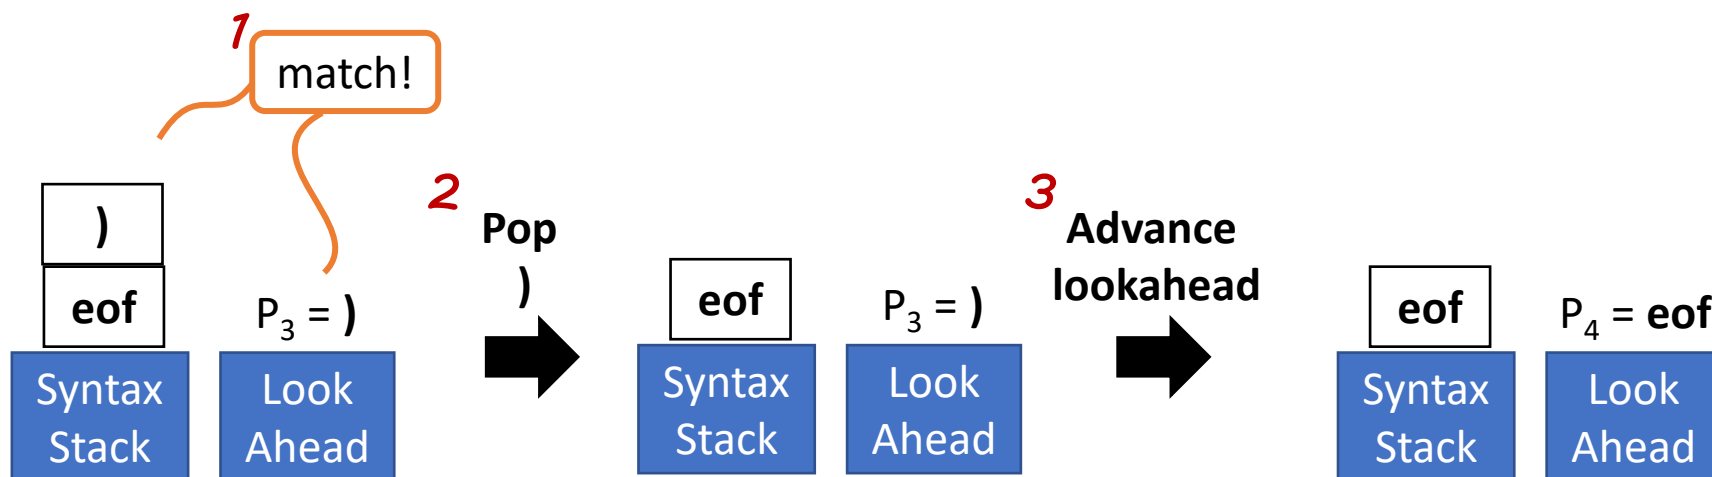 1
match!
)
eof
P3 = )
Syntax
Stack
Look
Ahead
2
Pop
)
eof
P3 = )
Syntax
Stack
Look
Ahead
3
Advance
lookahead
eof
P4 = eof
Syntax
Stack
Look
Ahead